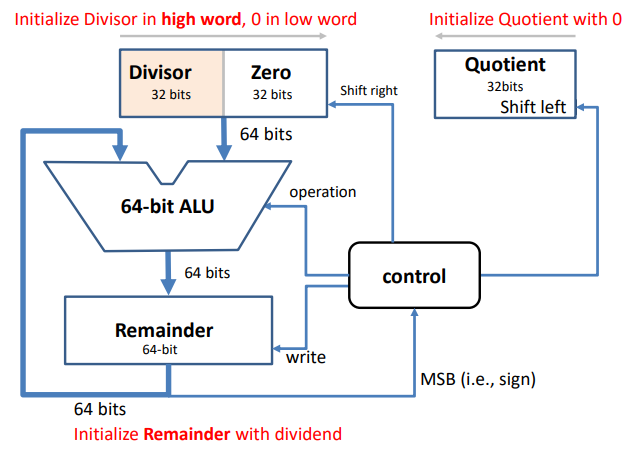 Initialize Divisor in high word, 0 in low word
Initialize Quotient with 0
Divisor
32 bits
Zero
32 bits
Shift right
Quotient
32bits
Shift left
64 bits
operation
64-bit ALU
64 bits
control
Remainder
64-bit
write
MSB (i.e., sign)
64 bits
Initialize Remainder with dividend